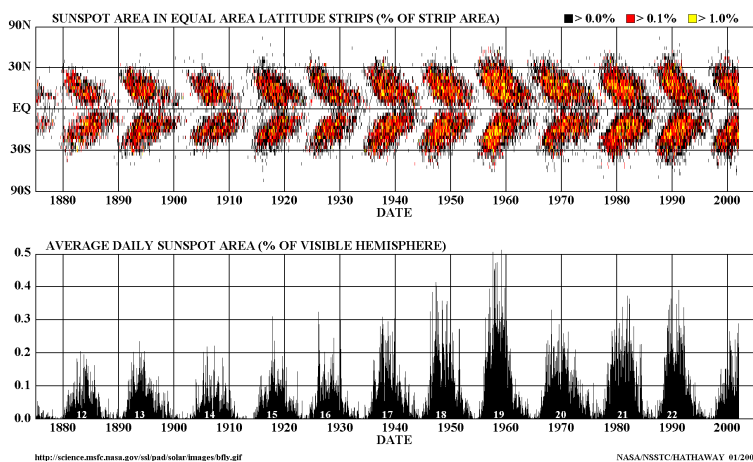 SUNSPOT AREA IN EQUAL AREA LATITUDE STRIPS (% OF STRIP AREA) > 0.0% > 0.1% > 1.0%
90N
30N
EQ
30S
90S
1880 1890 1900 1910 1920 1930 1940 1950 1960 1970 1980 1990 2000
DATE
AVERAGE DAILY SUNSPOT AREA (% OF VISIBLE HEMISPHERE)
0.5
0.4
0.3
0.2
0.1
0.0
12 13 14 15 16 17 18 19 20 21 22
1880 1890 1900 1910 1920 1930 1940 1950 1960 1970 1980 1990 2000
DATE
http://science.msfc.nasa.gov/ssl/pad/solar/images/bfly.gif NASA/NSSTC/HATHAWAY 01/200